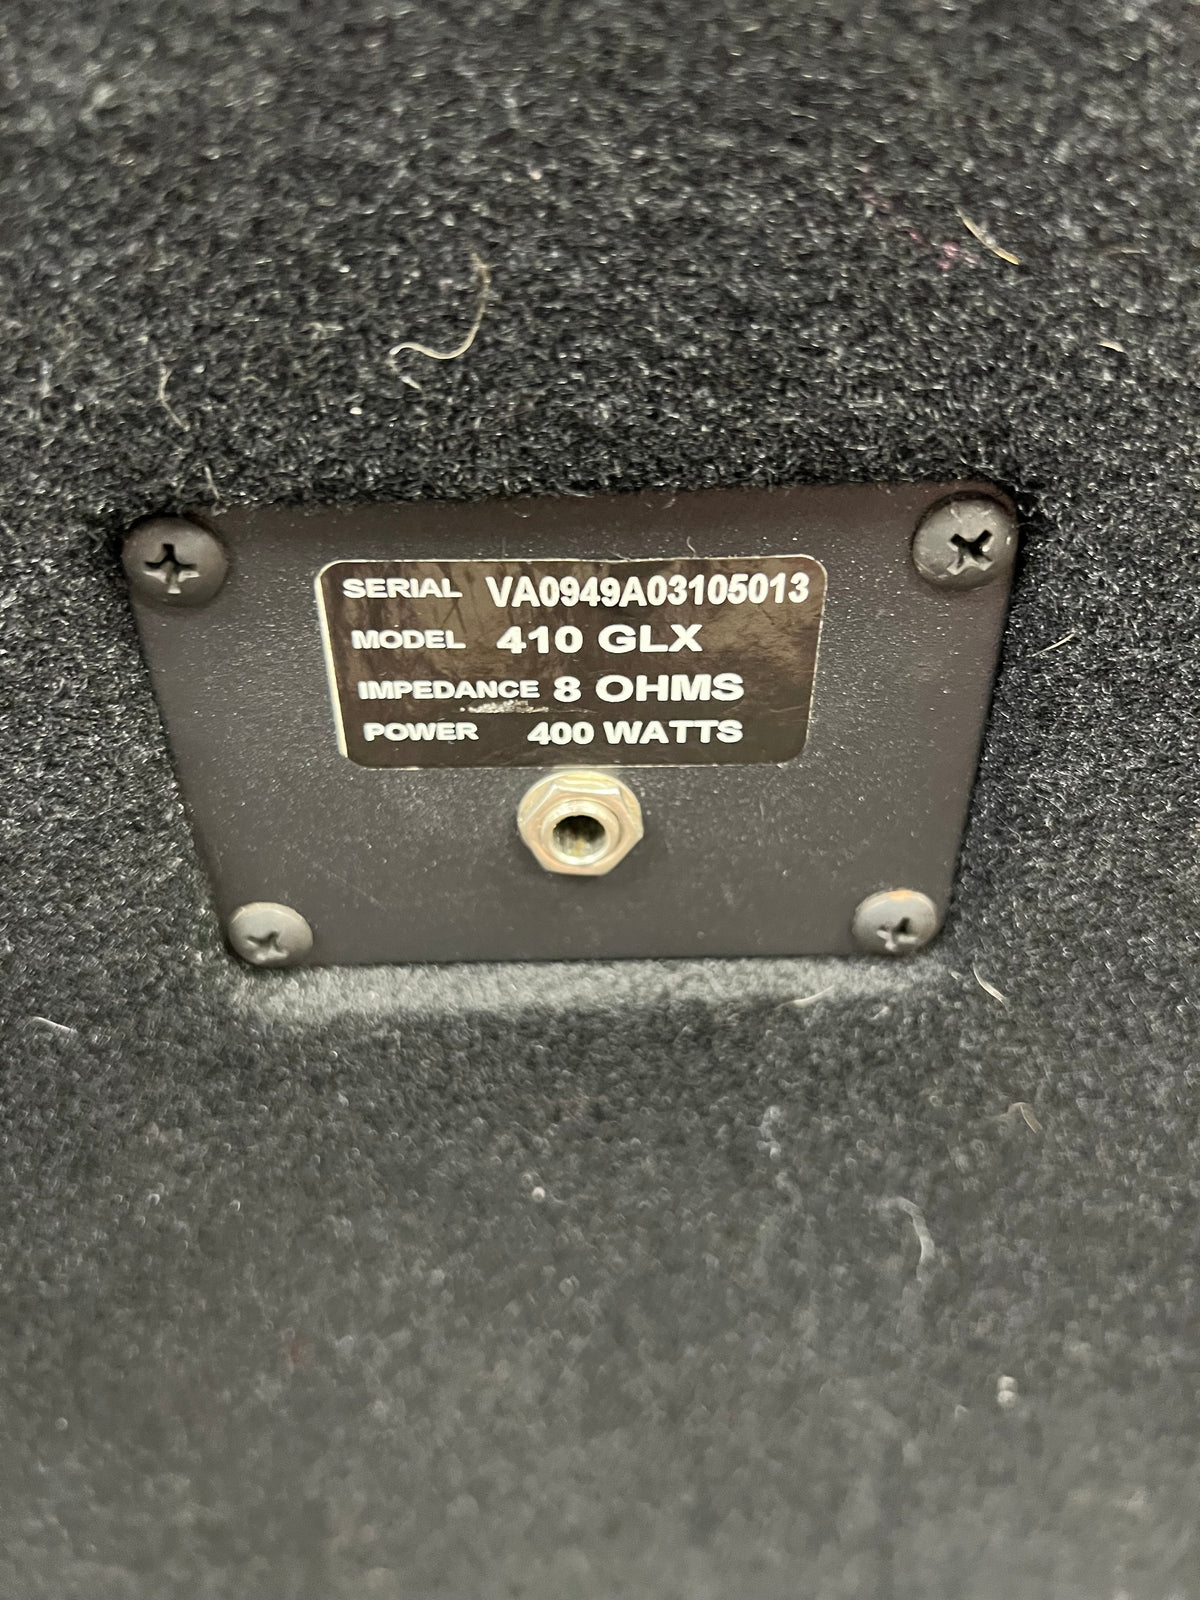 SERIAL VA0949A03105013
MODEL 410 GLX
IMPEDANCE 8 OHMS
POWER 400 WATTS